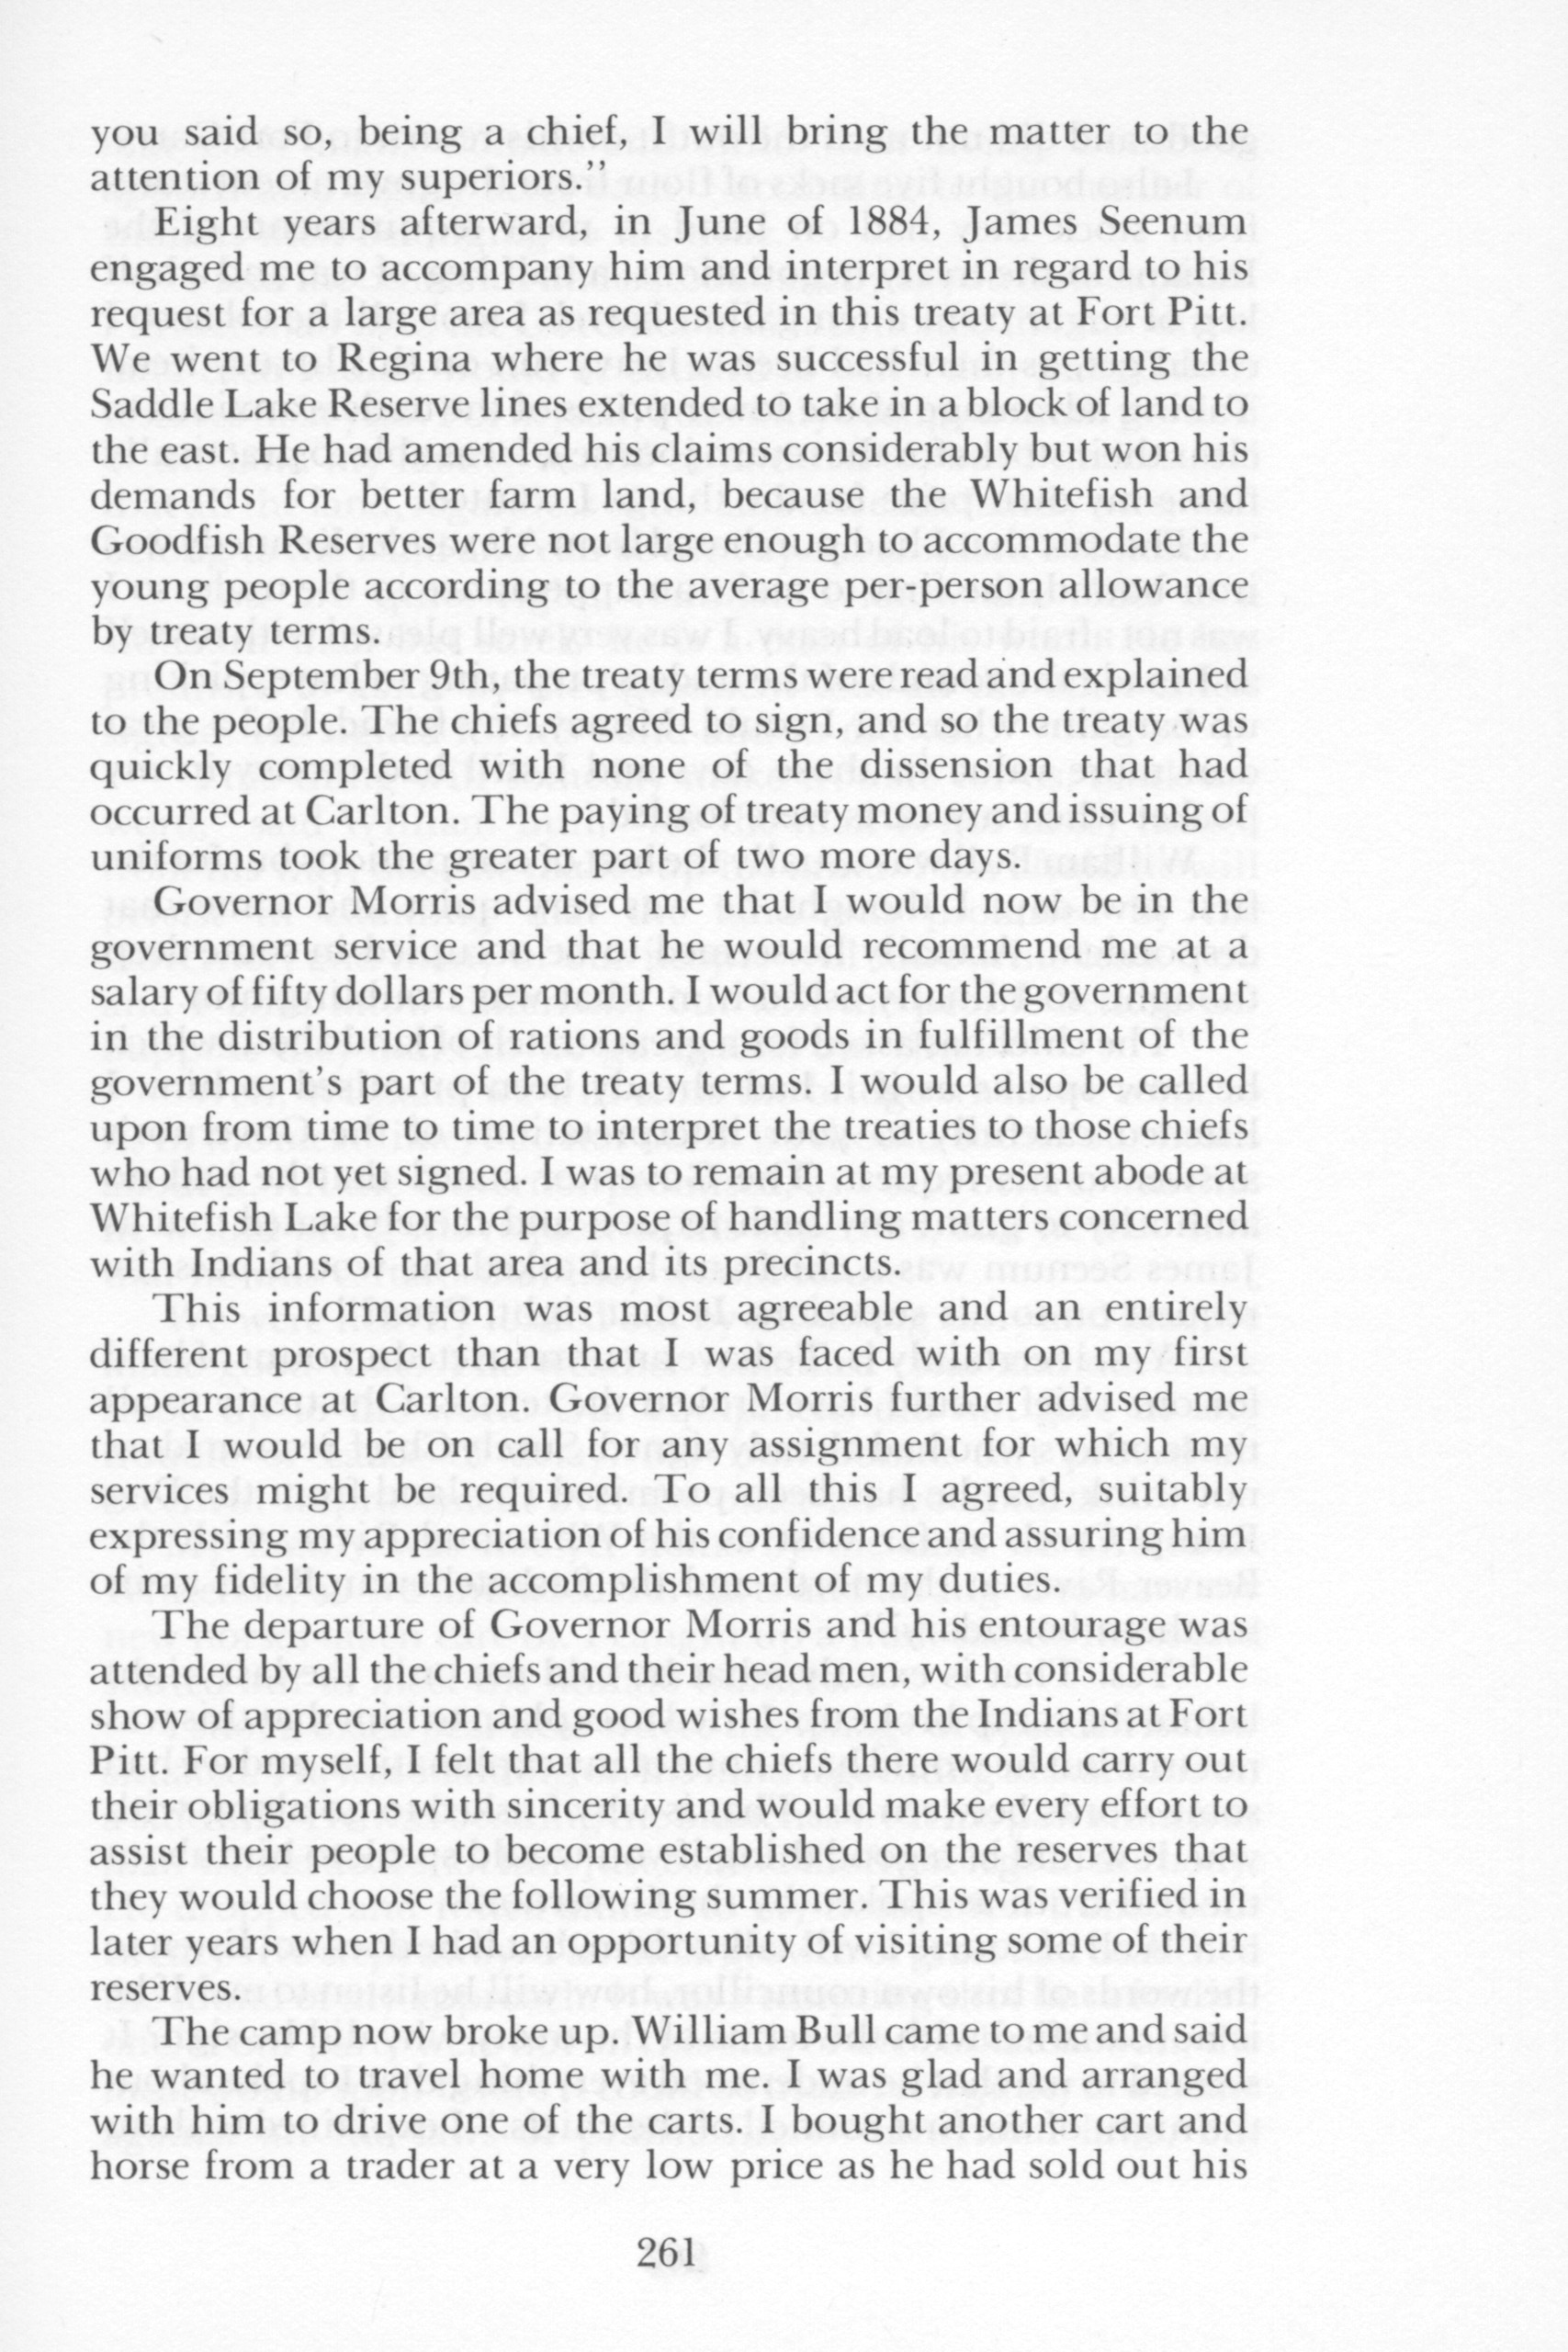 you said so, being a chief, I will bring the matter to the
attention of my superiors.”
Eight years afterward, in June of 1884, James Seenum
engaged me to accompany him and interpret in regard to his
request for a large area as requested in this treaty at Fort Pitt.
We went to Regina where he was successful in getting the
Saddle Lake Reserve lines extended to take in a block of land to
the east. He had amended his claims considerably but won his
demands for better farm land, because the Whitefish and
Goodfish Reserves were not large enough to accommodate the
young people according to the average per-person allowance
by treaty terms.
On September 9th, the treaty terms were read and explained
to the people. The chiefs agreed to sign, and so the treaty was
quickly completed with none of the dissension that had
occurred at Carlton. The paying of treaty money and issuing of
uniforms took the greater part of two more days.
Governor Morris advised me that I would now be in the
government service and that he would recommend me at a
salary of fifty dollars per month. I would act for the government
in the distribution of rations and goods in fulfillment of the
government's part of the treaty terms. I would also be called
upon from time to time to interpret the treaties to those chiefs
who had not yet signed. I was to remain at my present abode at
Whitefish Lake for the purpose of handling matters concerned
with Indians of that area and its precincts.
This information was most agreeable and an entirely
different prospect than that I was faced with on my first
appearance at Carlton. Governor Morris further advised me
that I would be on call for any assignment for which my
services might be required. To all this I agreed, suitably
expressing my appreciation of his confidence and assuring him
of my fidelity in the accomplishment of my duties.
The departure of Governor Morris and his entourage was
attended by all the chiefs and their head men, with considerable
show of appreciation and good wishes from the Indians at Fort
Pitt. For myself, I felt that all the chiefs there would carry out
their obligations with sincerity and would make every effort to
assist their people to become established on the reserves that
they would choose the following summer. This was verified in
later years when I had an opportunity of visiting some of their
reserves.
The camp now broke up. William Bull came to me and said
he wanted to travel home with me. I was glad and arranged
with him to drive one of the carts. I bought another cart and
horse from a trader at a very low price as he had sold out his
261